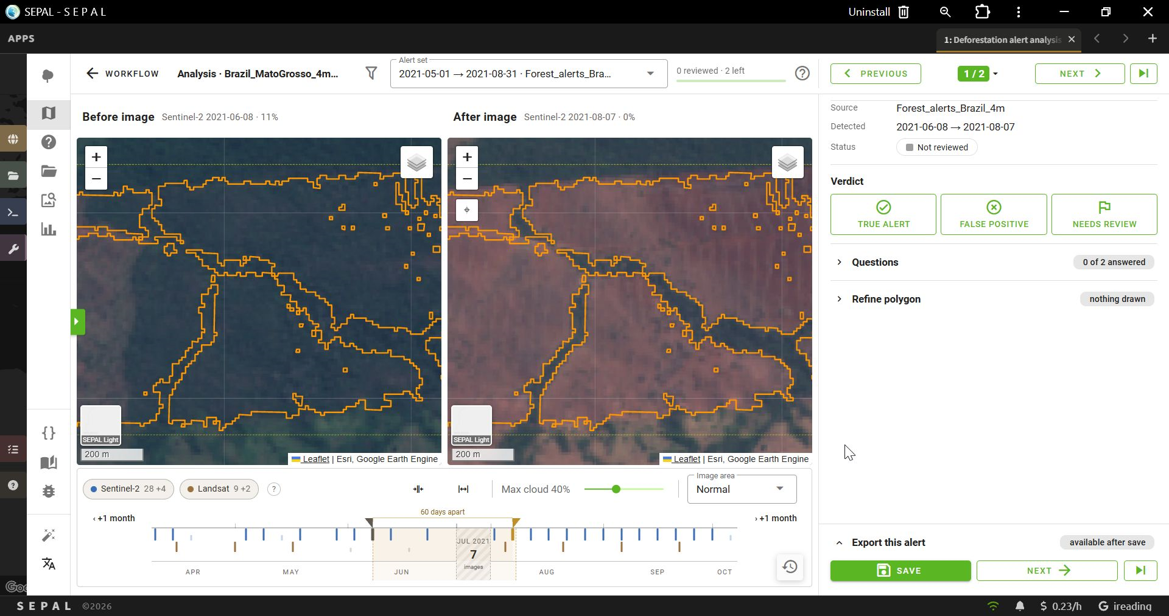 SEPAL - S E P A L
Uninstall
APPS
1: Deforestation alert analysis
WORKFLOW
Analysis · Brazil_MatoGrosso_4m...
Alert set
2021-05-01 → 2021-08-31 · Forest_alerts_Bra...
0 reviewed · 2 left
PREVIOUS
1 / 2
NEXT
Before image Sentinel-2 2021-06-08 · 11%
After image Sentinel-2 2021-08-07 · 0%
Source Forest_alerts_Brazil_4m
Detected 2021-06-08 → 2021-08-07
Status Not reviewed
Verdict
TRUE ALERT
FALSE POSITIVE
NEEDS REVIEW
Questions 0 of 2 answered
Refine polygon nothing drawn
+
−
+
−
SEPAL Light
200 m
Leaflet | Esri, Google Earth Engine
SEPAL Light
200 m
Leaflet | Esri, Google Earth Engine
Sentinel-2 28 +4
Landsat 9 +2
?
Max cloud 40%
Image area
Normal
‹ +1 month
60 days apart
› +1 month
JUL 2021
7
images
APR
MAY
JUN
AUG
SEP
OCT
Export this alert available after save
SAVE
NEXT
Goo
S E P A L ©2026
$ 0.23/h
ireading